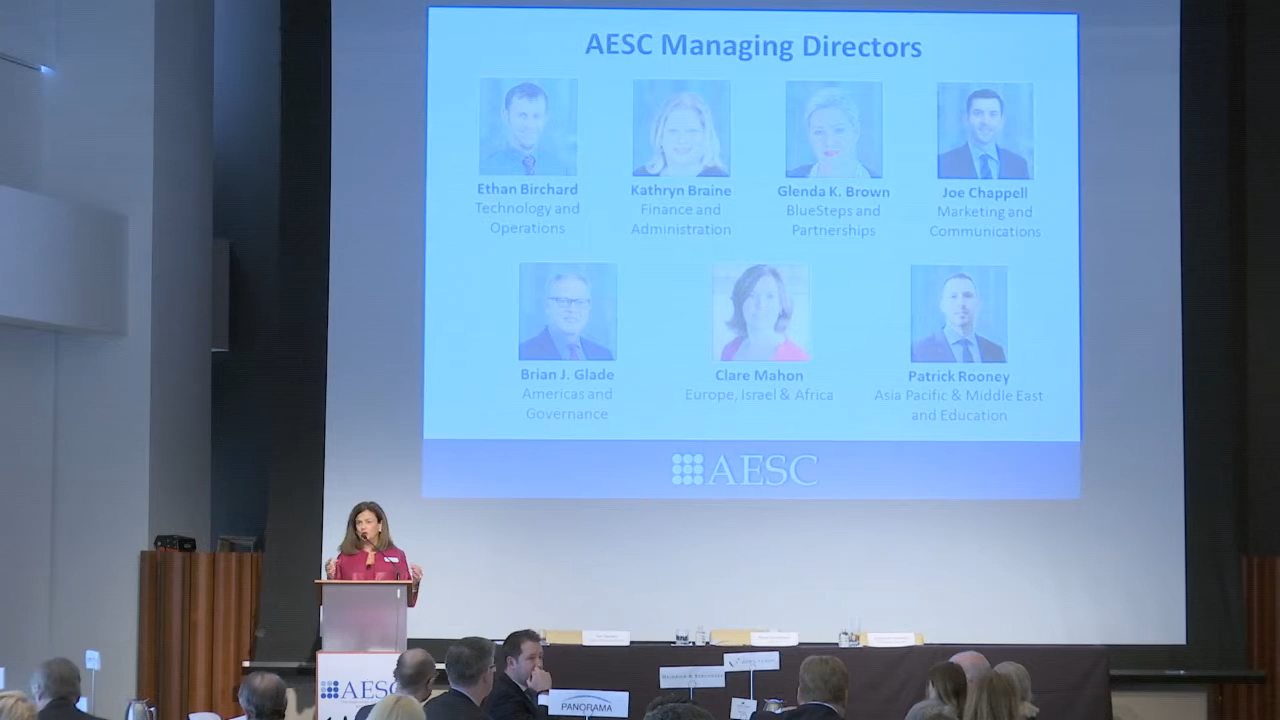 AESC Managing Directors
Ethan Birchard
Technology and
Operations
Kathryn Braine
Finance and
Administration
Glenda K. Brown
BlueSteps and
Partnerships
Joe Chappell
Marketing and
Communications
Brian J. Glade
Americas and
Governance
Clare Mahon
Europe, Israel & Africa
Patrick Rooney
Asia Pacific & Middle East
and Education
AESC
AESC
PANORAMA